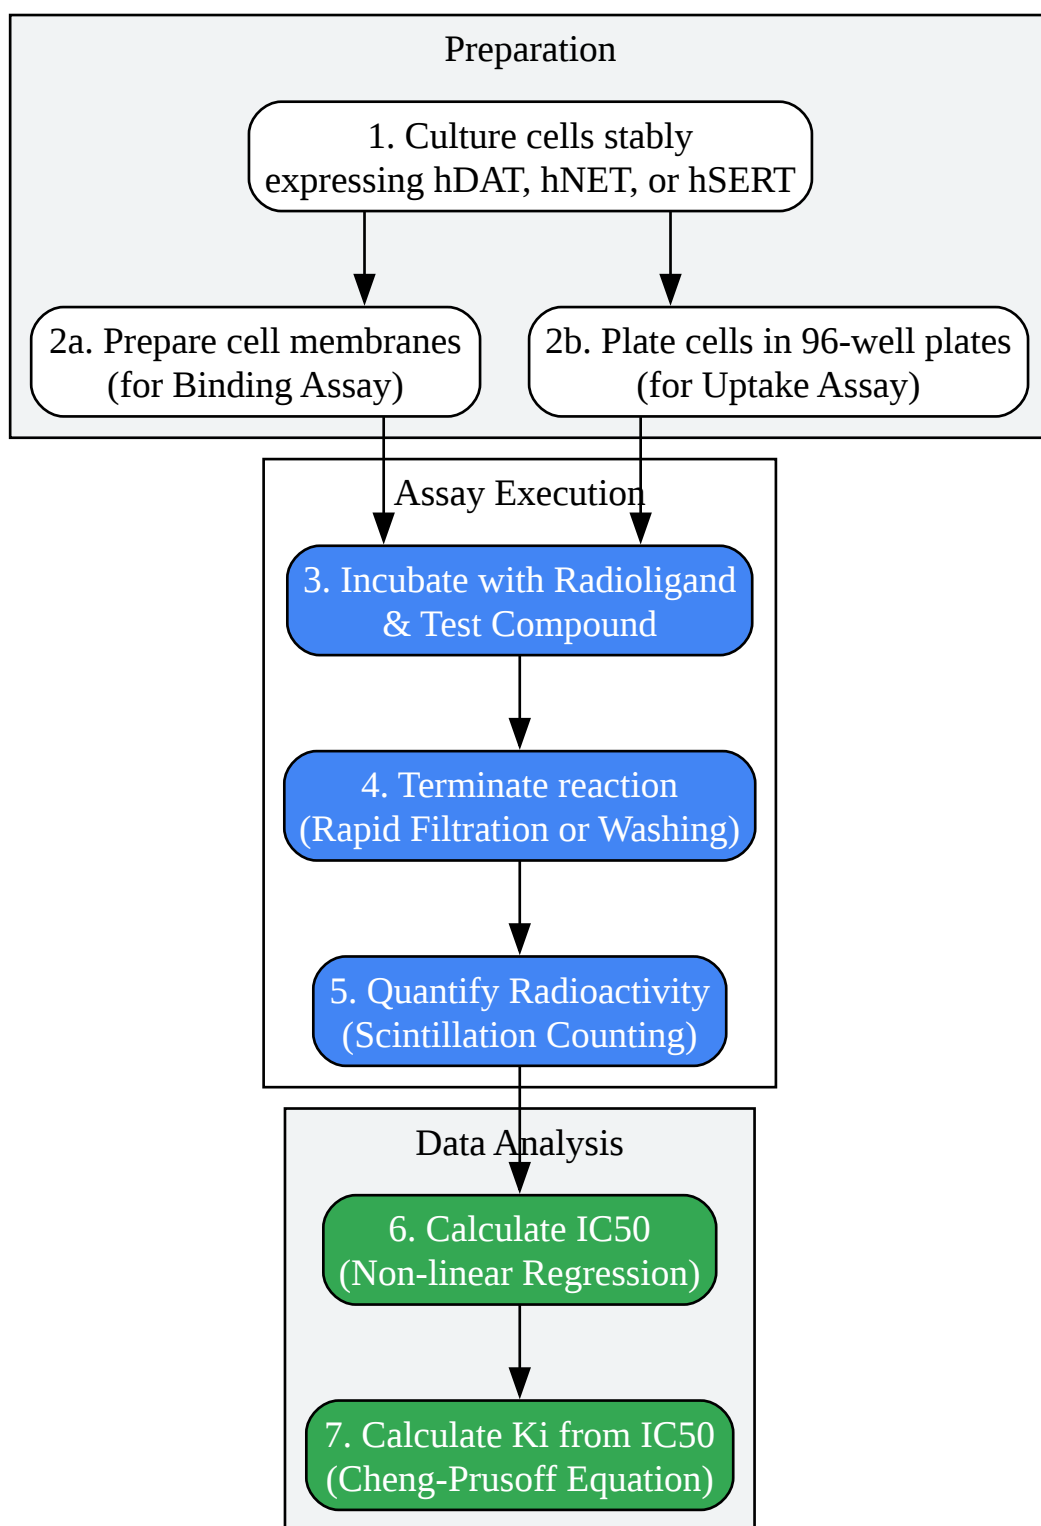 Preparation
1. Culture cells stably
expressing hDAT, hNET, or hSERT
2a. Prepare cell membranes
(for Binding Assay)
2b. Plate cells in 96-well plates
(for Uptake Assay)
Assay Execution
3. Incubate with Radioligand
& Test Compound
4. Terminate reaction
(Rapid Filtration or Washing)
5. Quantify Radioactivity
(Scintillation Counting)
Data Analysis
6. Calculate IC50
(Non-linear Regression)
7. Calculate Ki from IC50
(Cheng-Prusoff Equation)